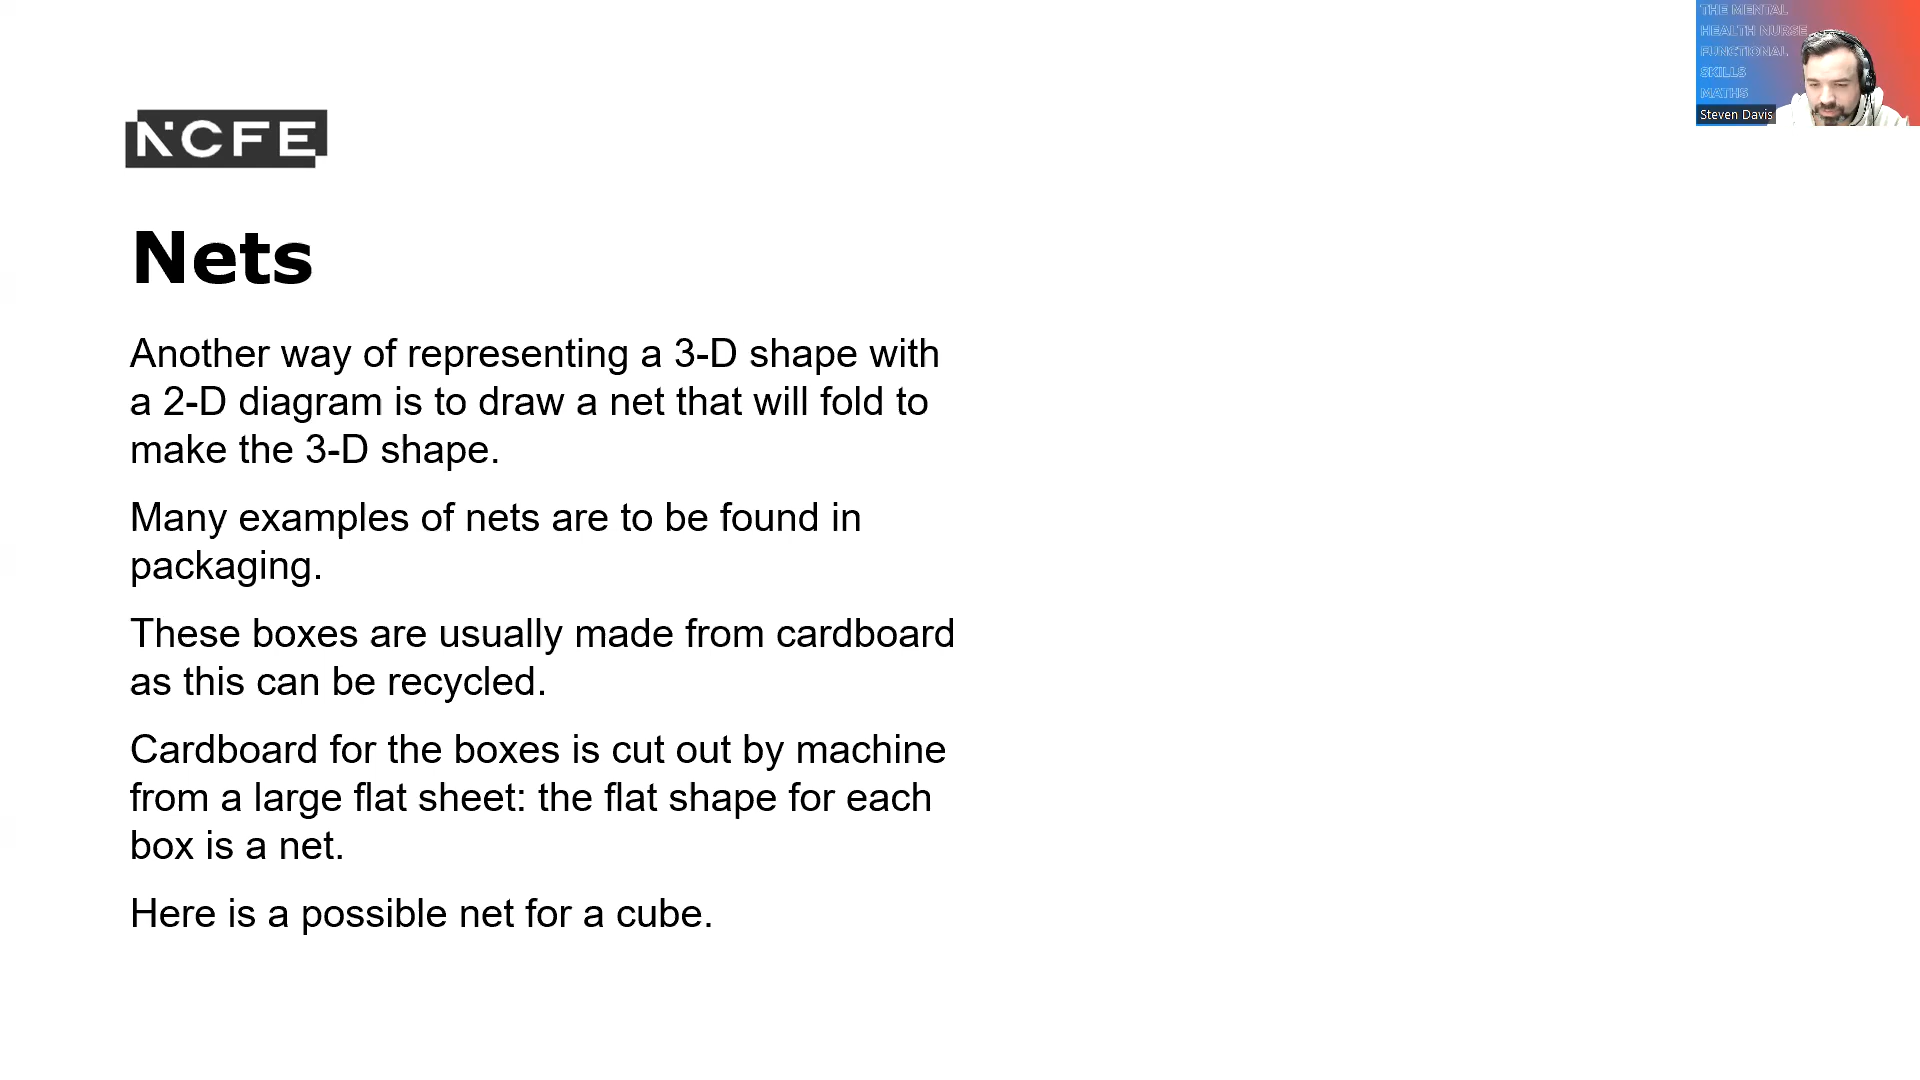 THE MENTAL
HEALTH NURSE
FUNCTIONAL
SKILLS
MATHS
Steven Davis
NCFE
Nets
Another way of representing a 3-D shape with
a 2-D diagram is to draw a net that will fold to
make the 3-D shape.
Many examples of nets are to be found in
packaging.
These boxes are usually made from cardboard
as this can be recycled.
Cardboard for the boxes is cut out by machine
from a large flat sheet: the flat shape for each
box is a net.
Here is a possible net for a cube.